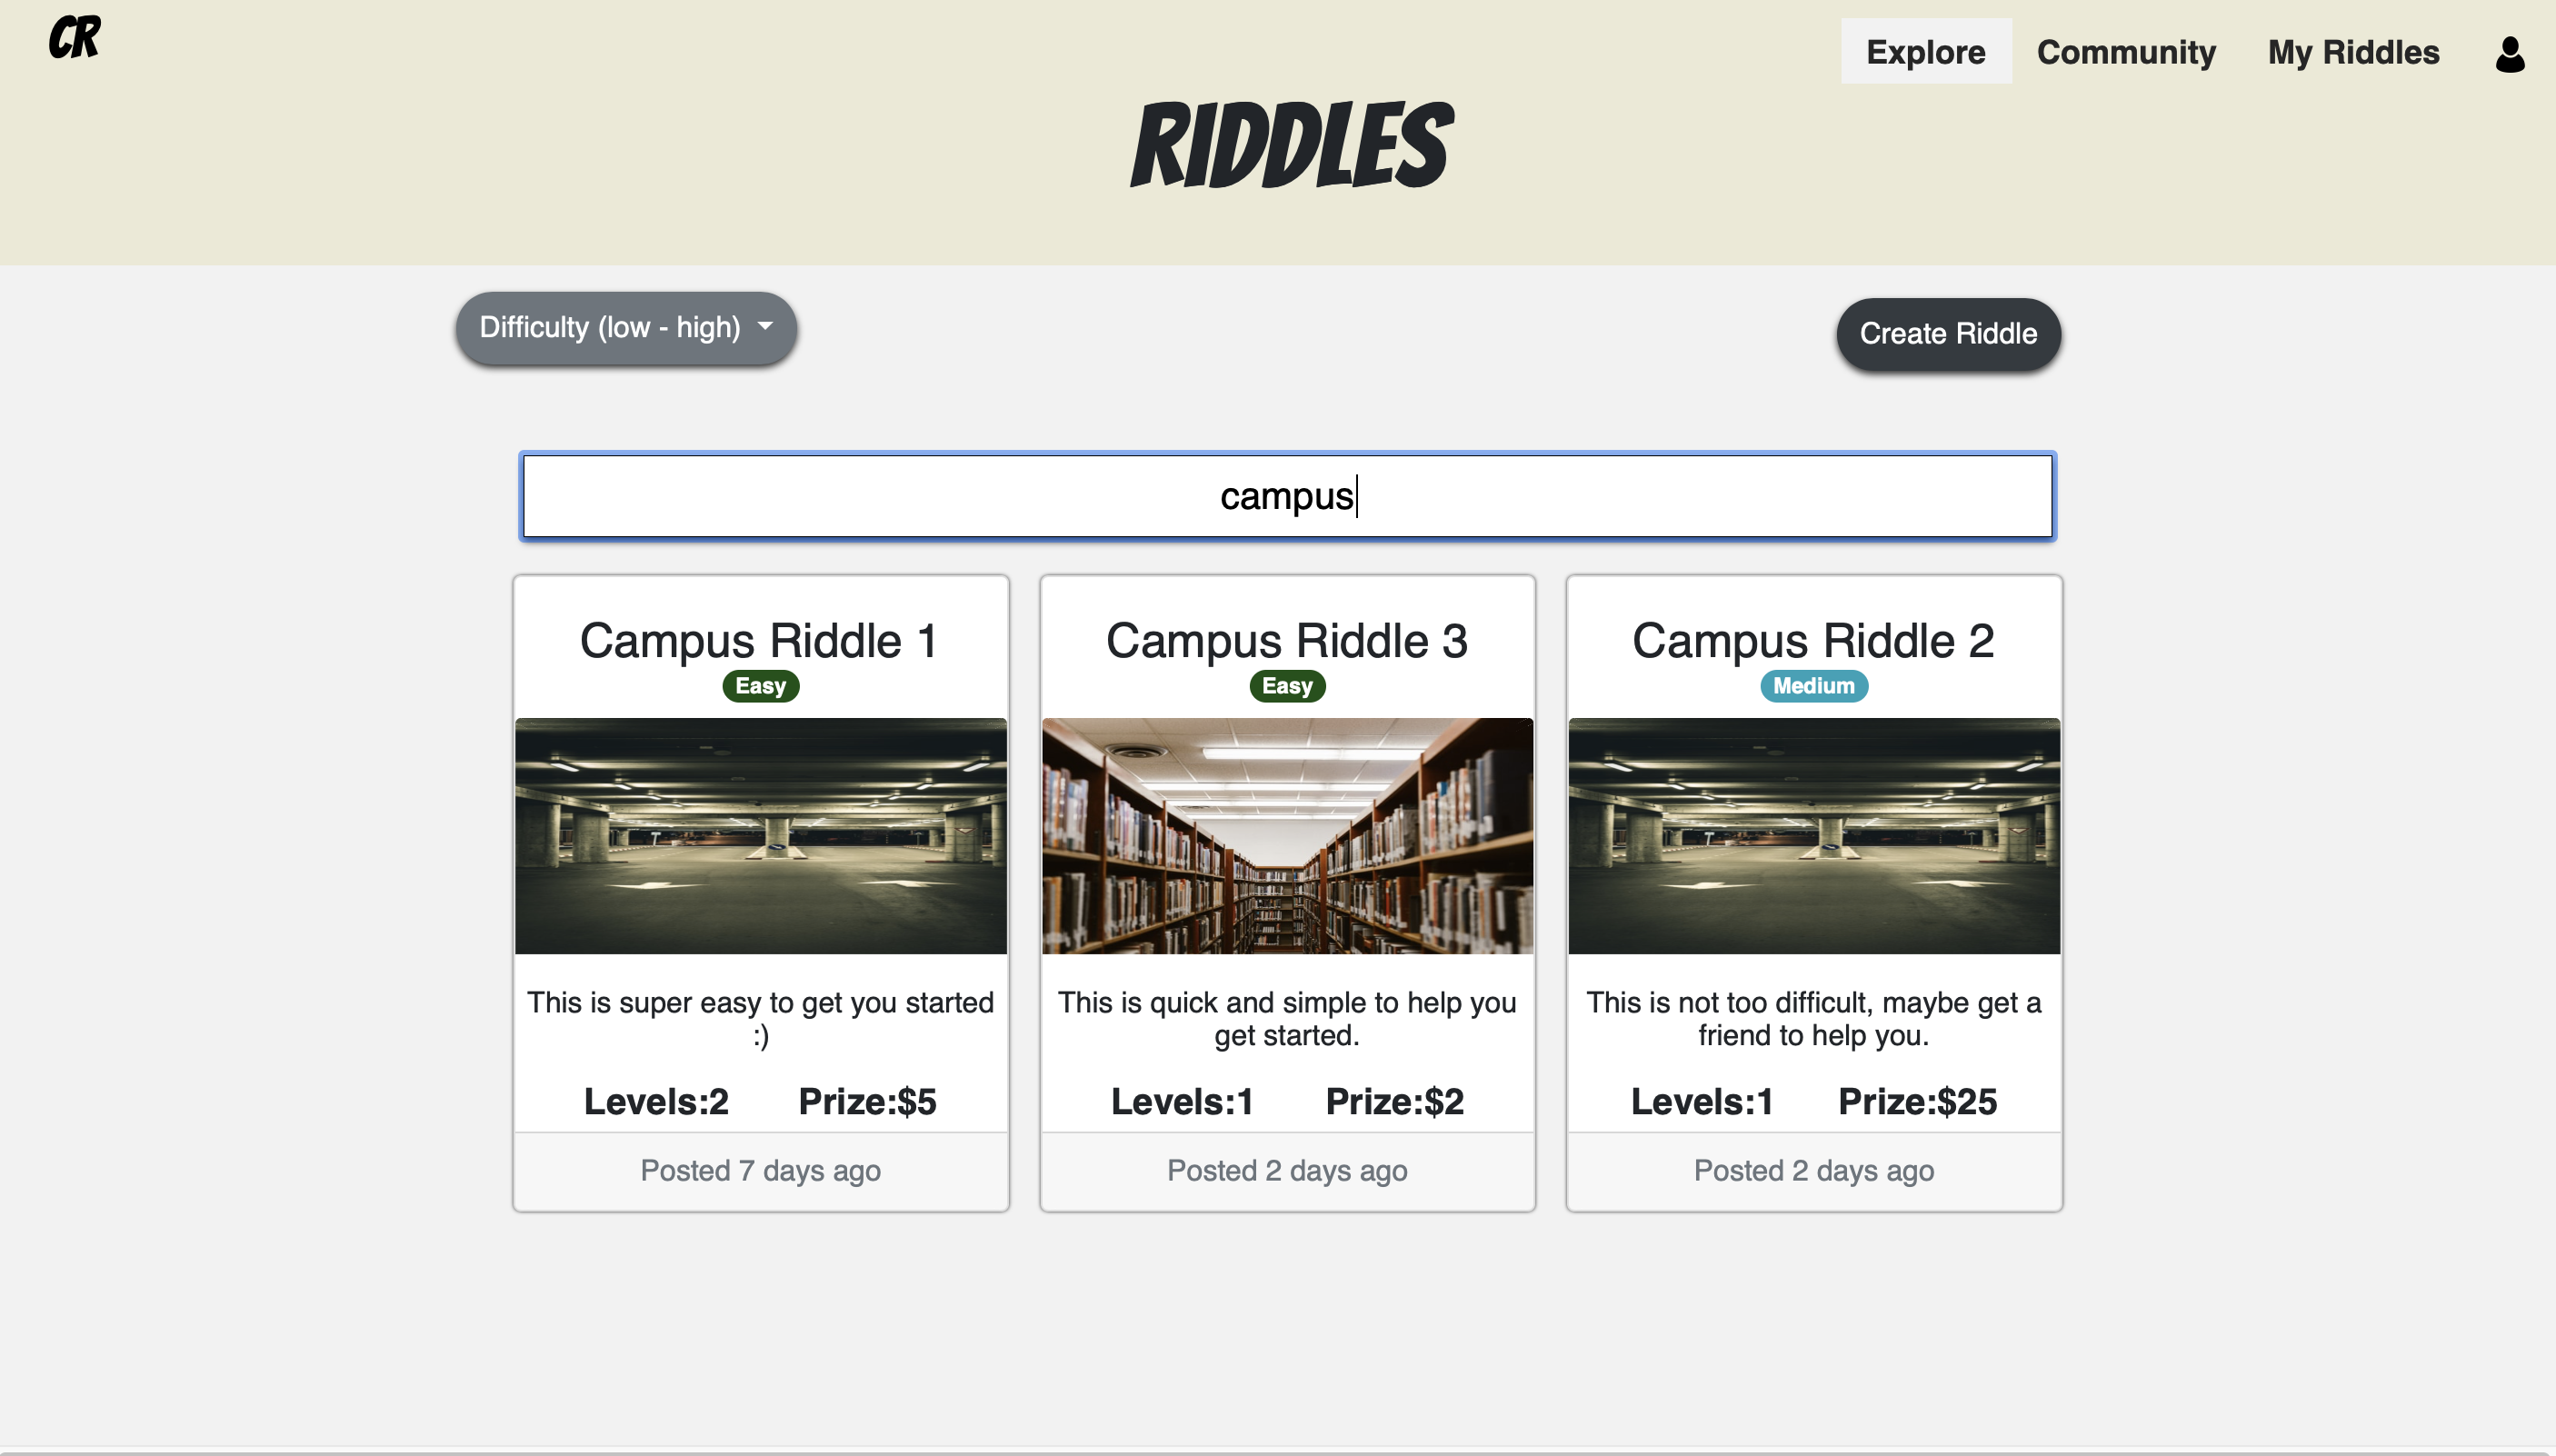 CR
Explore
Community
My Riddles
RIDDLES
Difficulty (low - high)
Create Riddle
campus
Campus Riddle 1
Easy
This is super easy to get you started
:)
Levels:2 Prize:$5
Posted 7 days ago
Campus Riddle 3
Easy
This is quick and simple to help you
get started.
Levels:1 Prize:$2
Posted 2 days ago
Campus Riddle 2
Medium
This is not too difficult, maybe get a
friend to help you.
Levels:1 Prize:$25
Posted 2 days ago